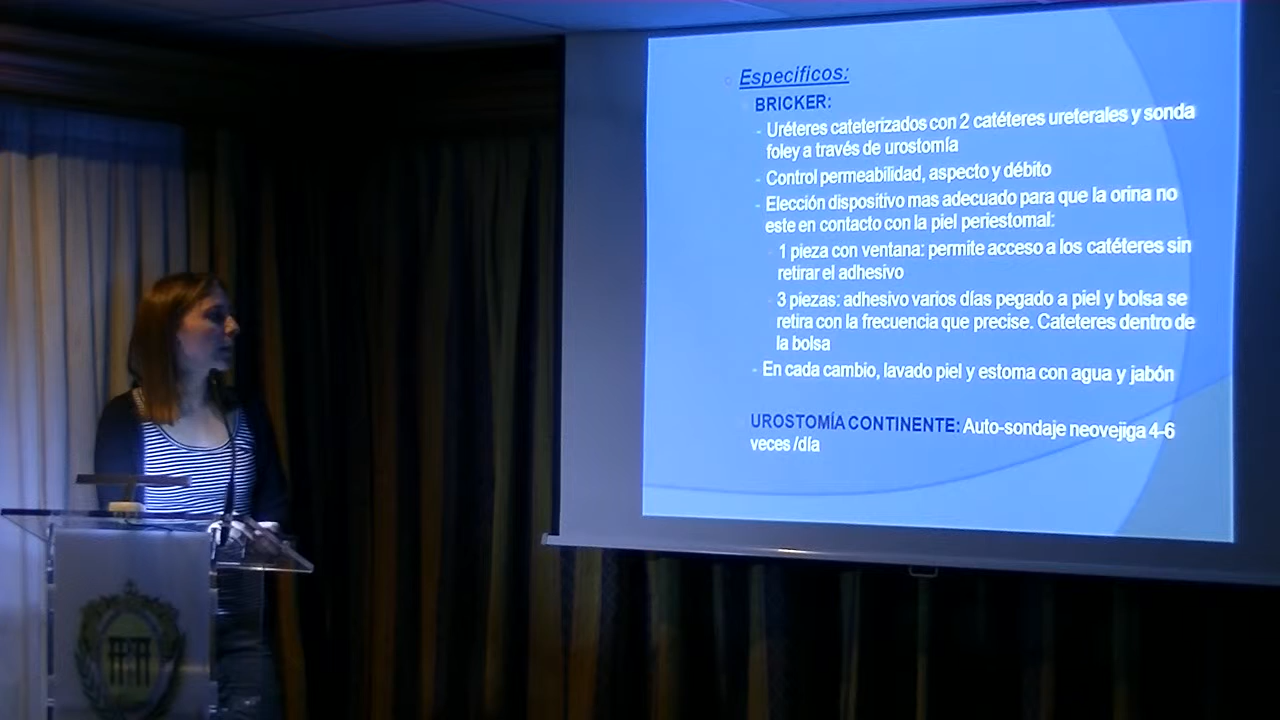 Especificos:
BRICKER:
- Uréteres cateterizados con 2 catéteres ureterales y sonda
foley a través de urostomía
- Control permeabilidad, aspecto y débito
- Elección dispositivo mas adecuado para que la orina no
este en contacto con la piel periestomal:
1 pieza con ventana: permite acceso a los catéteres sin
retirar el adhesivo
3 piezas: adhesivo varios días pegado a piel y bolsa se
retira con la frecuencia que precise. Cateteres dentro de
la bolsa
- En cada cambio, lavado piel y estoma con agua y jabón
UROSTOMÍA CONTINENTE: Auto-sondaje neovejiga 4-6
veces /día